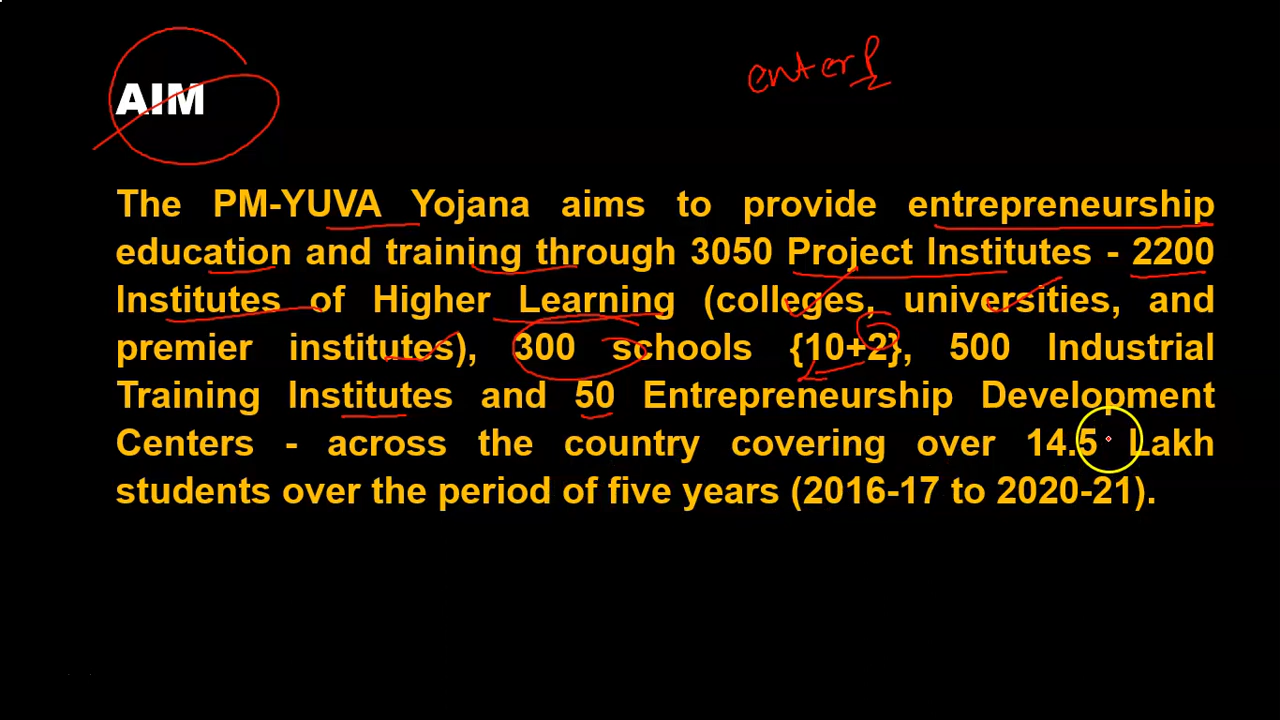 AIM
enterp
The PM-YUVA Yojana aims to provide entrepreneurship
education and training through 3050 Project Institutes - 2200
Institutes of Higher Learning (colleges, universities, and
premier institutes), 300 schools {10+2}, 500 Industrial
Training Institutes and 50 Entrepreneurship Development
Centers - across the country covering over 14.5 Lakh
students over the period of five years (2016-17 to 2020-21).